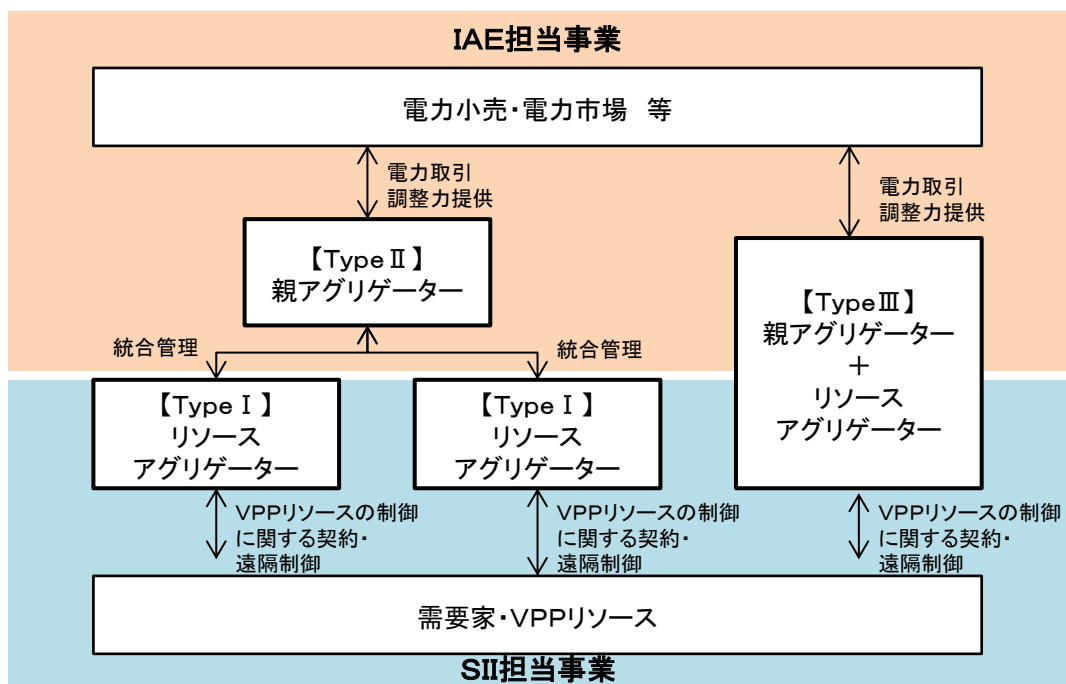 IAE担当事業
電力小売・電力市場 等
電力取引
調整力提供
電力取引
調整力提供
【TypeⅡ】
親アグリゲーター
【TypeⅢ】
親アグリゲーター
＋
リソース
アグリゲーター
統合管理
統合管理
【TypeⅠ】
リソース
アグリゲーター
【TypeⅠ】
リソース
アグリゲーター
VPPリソースの制御
に関する契約・
遠隔制御
VPPリソースの制御
に関する契約・
遠隔制御
VPPリソースの制御
に関する契約・
遠隔制御
需要家・VPPリソース
SII担当事業